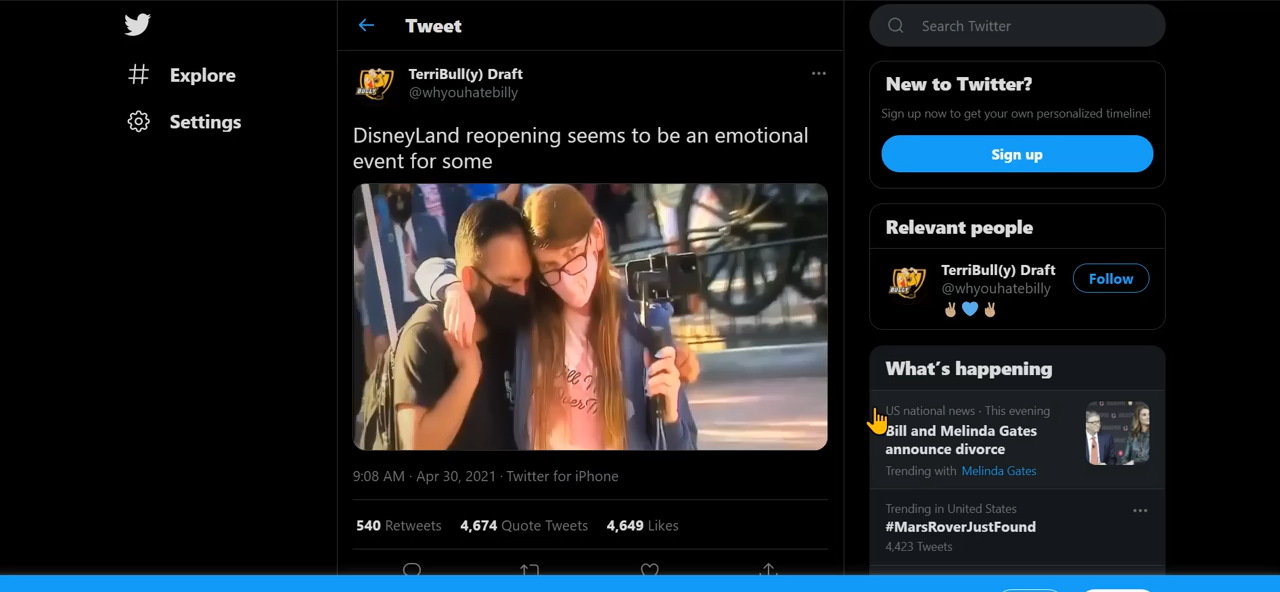 Tweet
Explore
Settings
TerriBull(y) Draft
@whyouhatebilly
DisneyLand reopening seems to be an emotional
event for some
9:08 AM · Apr 30, 2021 · Twitter for iPhone
540 Retweets 4,674 Quote Tweets 4,649 Likes
Search Twitter
New to Twitter?
Sign up now to get your own personalized timeline!
Sign up
Relevant people
TerriBull(y) Draft
@whyouhatebilly
Follow
✌🏽💙✌🏽
What's happening
US national news · This evening
Bill and Melinda Gates
announce divorce
Trending with Melinda Gates
Trending in United States
#MarsRoverJustFound
4,423 Tweets